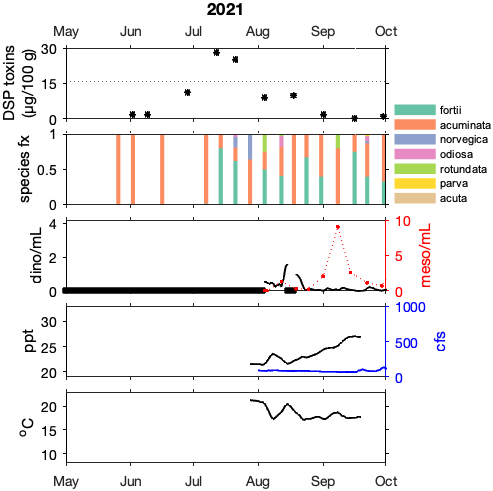 2021
May Jun Jul Aug Sep Oct
DSP toxins
(µg/100 g)
30
15
0
species fx
1
0.5
0
fortii
acuminata
norvegica
odiosa
rotundata
parva
acuta
dino/mL
4
2
0
10
5
0
meso/mL
ppt
30
25
20
1000
500
0
cfs
°C
20
15
10
May Jun Jul Aug Sep Oct